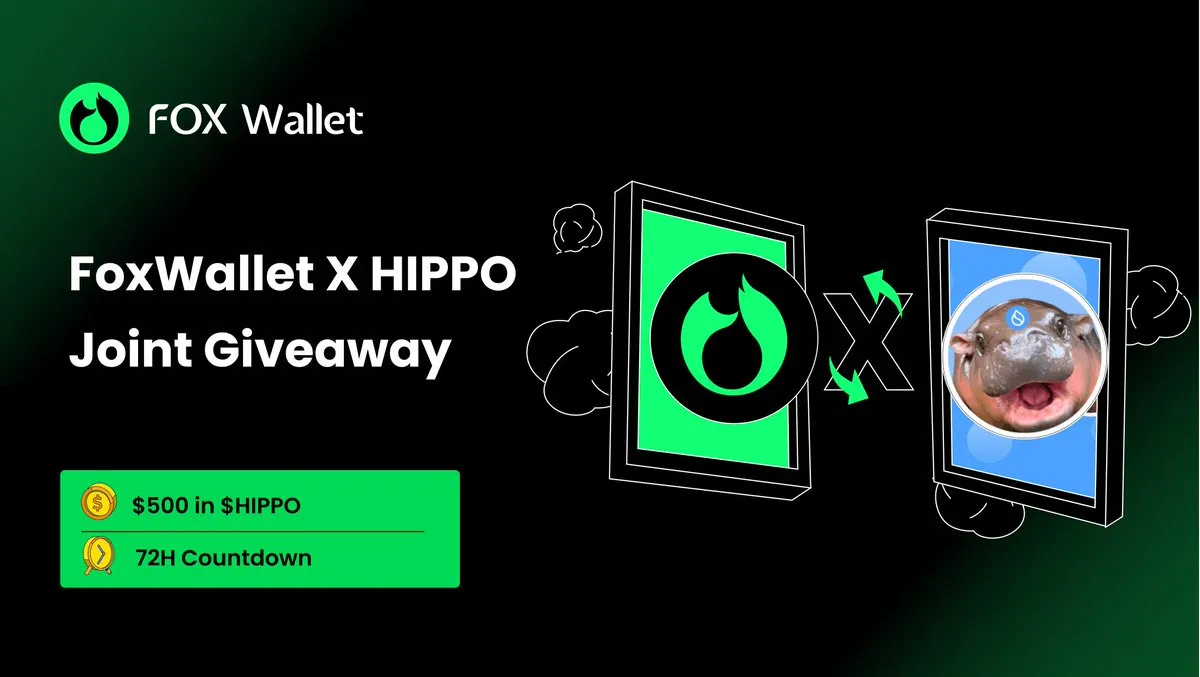 FOX Wallet
FoxWallet X HIPPO
Joint Giveaway
X
$500 in $HIPPO
72H Countdown